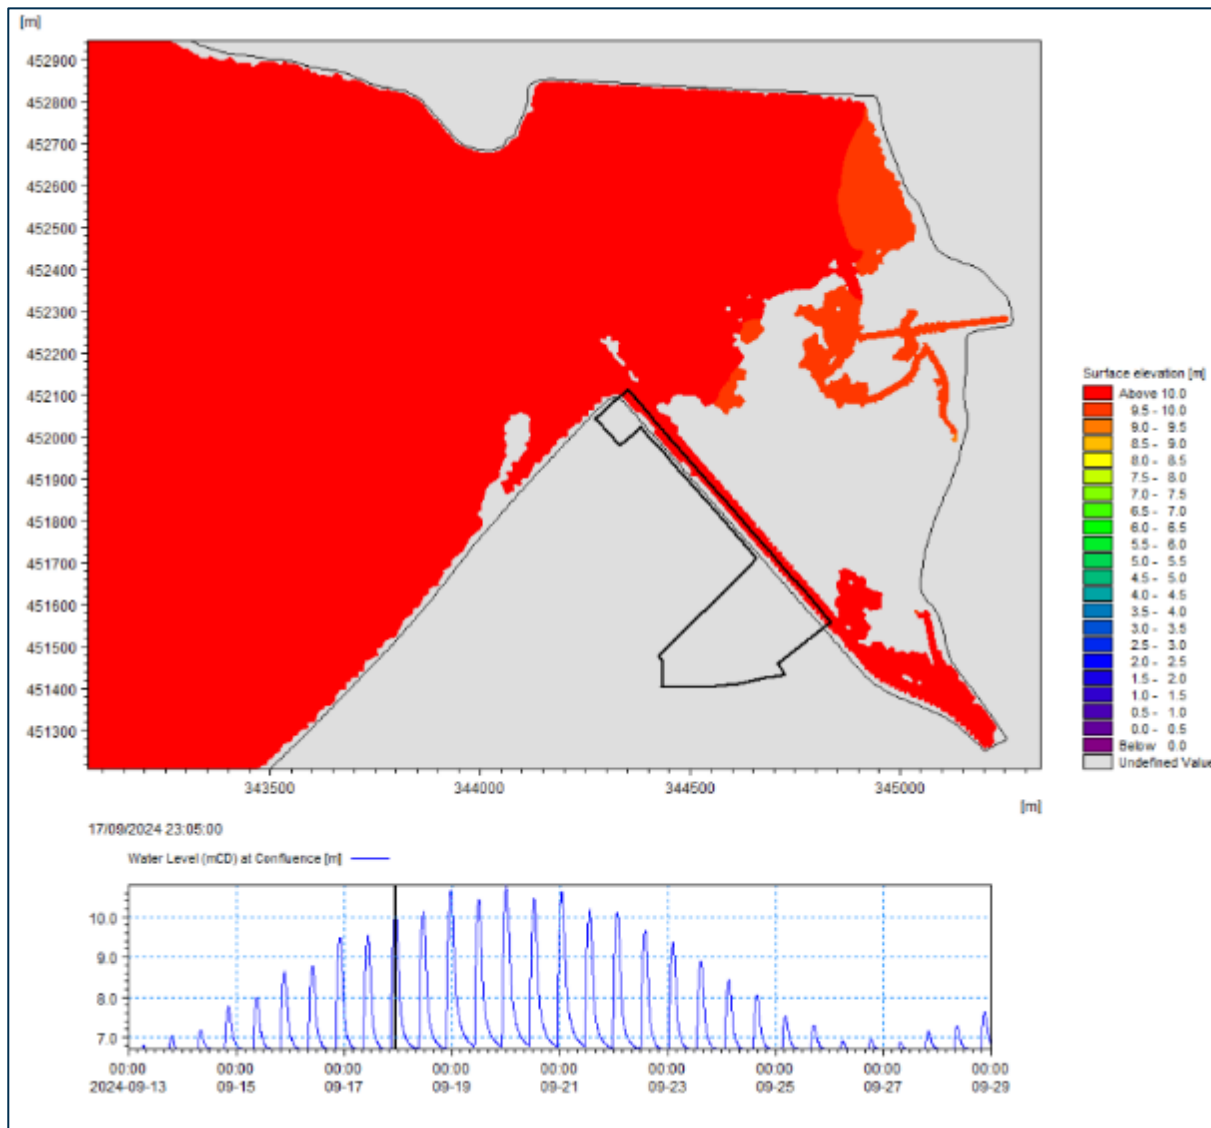 [m]
452900
452800
452700
452600
452500
452400
452300
452200
452100
452000
451900
451800
451700
451600
451500
451400
451300
343500 344000 344500 345000
[m]
Surface elevation [m]
Above 10.0
9.5 - 10.0
9.0 - 9.5
8.5 - 9.0
8.0 - 8.5
7.5 - 8.0
7.0 - 7.5
6.5 - 7.0
6.0 - 6.5
5.5 - 6.0
5.0 - 5.5
4.5 - 5.0
4.0 - 4.5
3.5 - 4.0
3.0 - 3.5
2.5 - 3.0
2.0 - 2.5
1.5 - 2.0
1.0 - 1.5
0.5 - 1.0
0.0 - 0.5
Below 0.0
Undefined Value
17/09/2024 23:05:00
Water Level (mCD) at Confluence [m]
10.0
9.0
8.0
7.0
00:00 00:00 00:00 00:00 00:00 00:00 00:00 00:00 00:00
2024-09-13 09-15 09-17 09-19 09-21 09-23 09-25 09-27 09-29